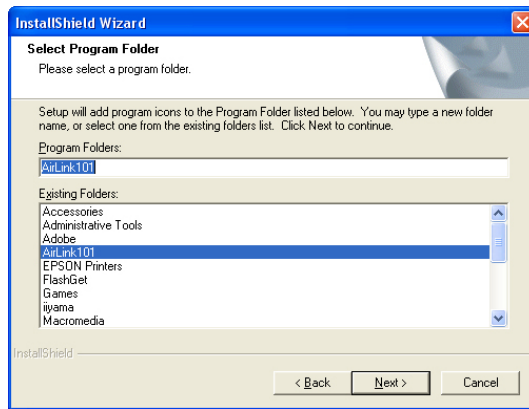 InstallShield Wizard
Select Program Folder
Please select a program folder.
Setup will add program icons to the Program Folder listed below. You may type a new folder
name, or select one from the existing folders list. Click Next to continue.
Program Folders:
AirLink101
Existing Folders:
Accessories
Administrative Tools
Adobe
AirLink101
EPSON Printers
FlashGet
Games
iiyama
Macromedia
InstallShield
< Back
Next >
Cancel